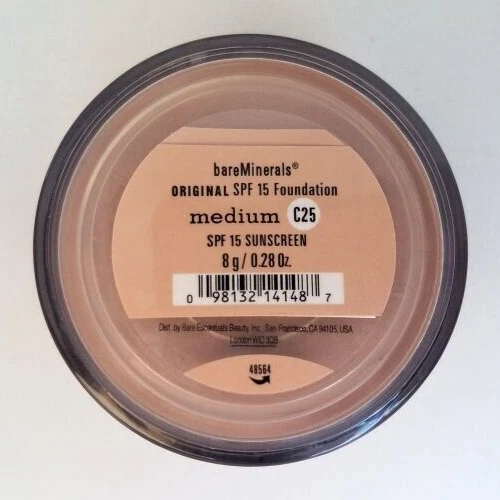 bareMinerals®
ORIGINAL SPF 15 Foundation
medium C25
SPF 15 SUNSCREEN
8 g / 0.28 Oz.
0 98132 14148 7
Dist. by Bare Escentuals Beauty, Inc. San Francisco, CA 94105, USA
London W1C 3QB
48564